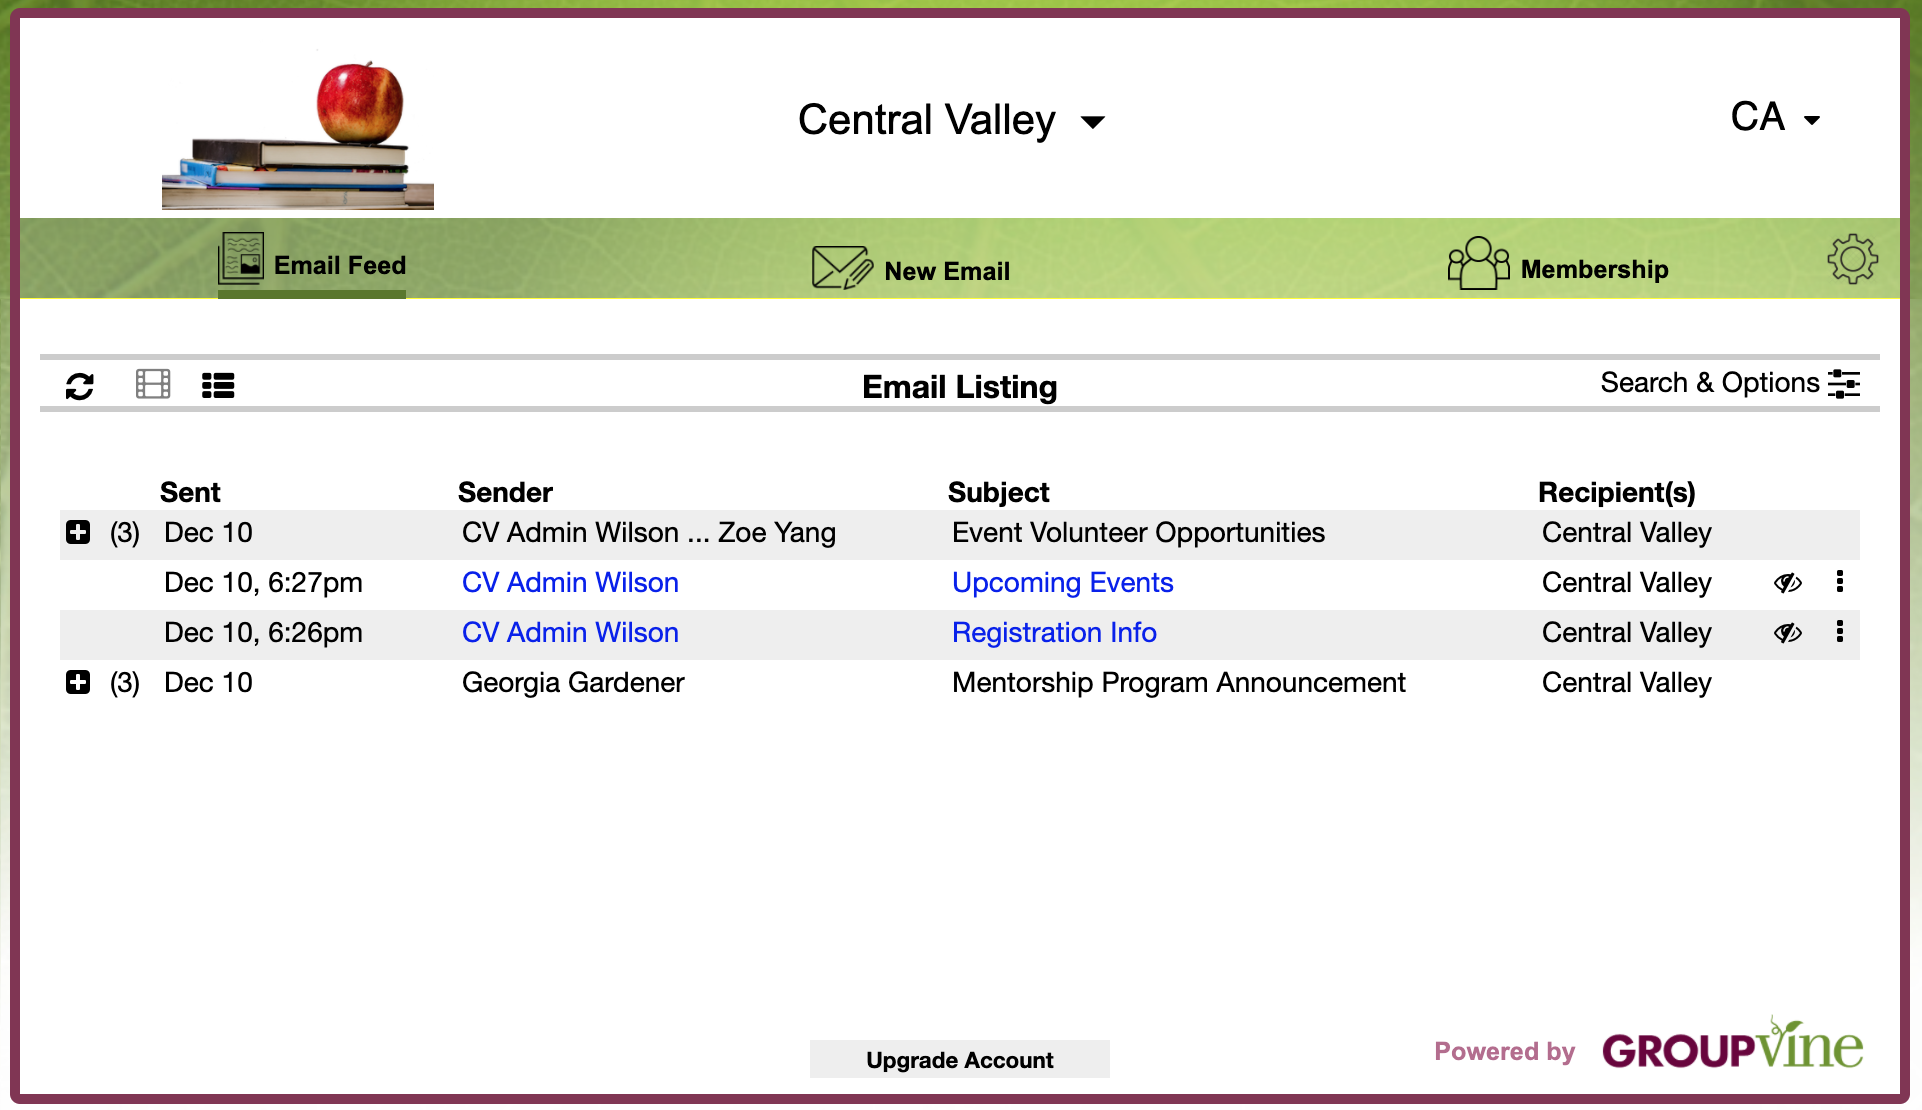 Central Valley
CA
Email Feed
New Email
Membership
Email Listing
Search & Options
Sent Sender Subject Recipient(s)
(3) Dec 10 CV Admin Wilson ... Zoe Yang Event Volunteer Opportunities Central Valley
Dec 10, 6:27pm CV Admin Wilson Upcoming Events Central Valley
Dec 10, 6:26pm CV Admin Wilson Registration Info Central Valley
(3) Dec 10 Georgia Gardener Mentorship Program Announcement Central Valley
Upgrade Account
Powered by GROUPVine